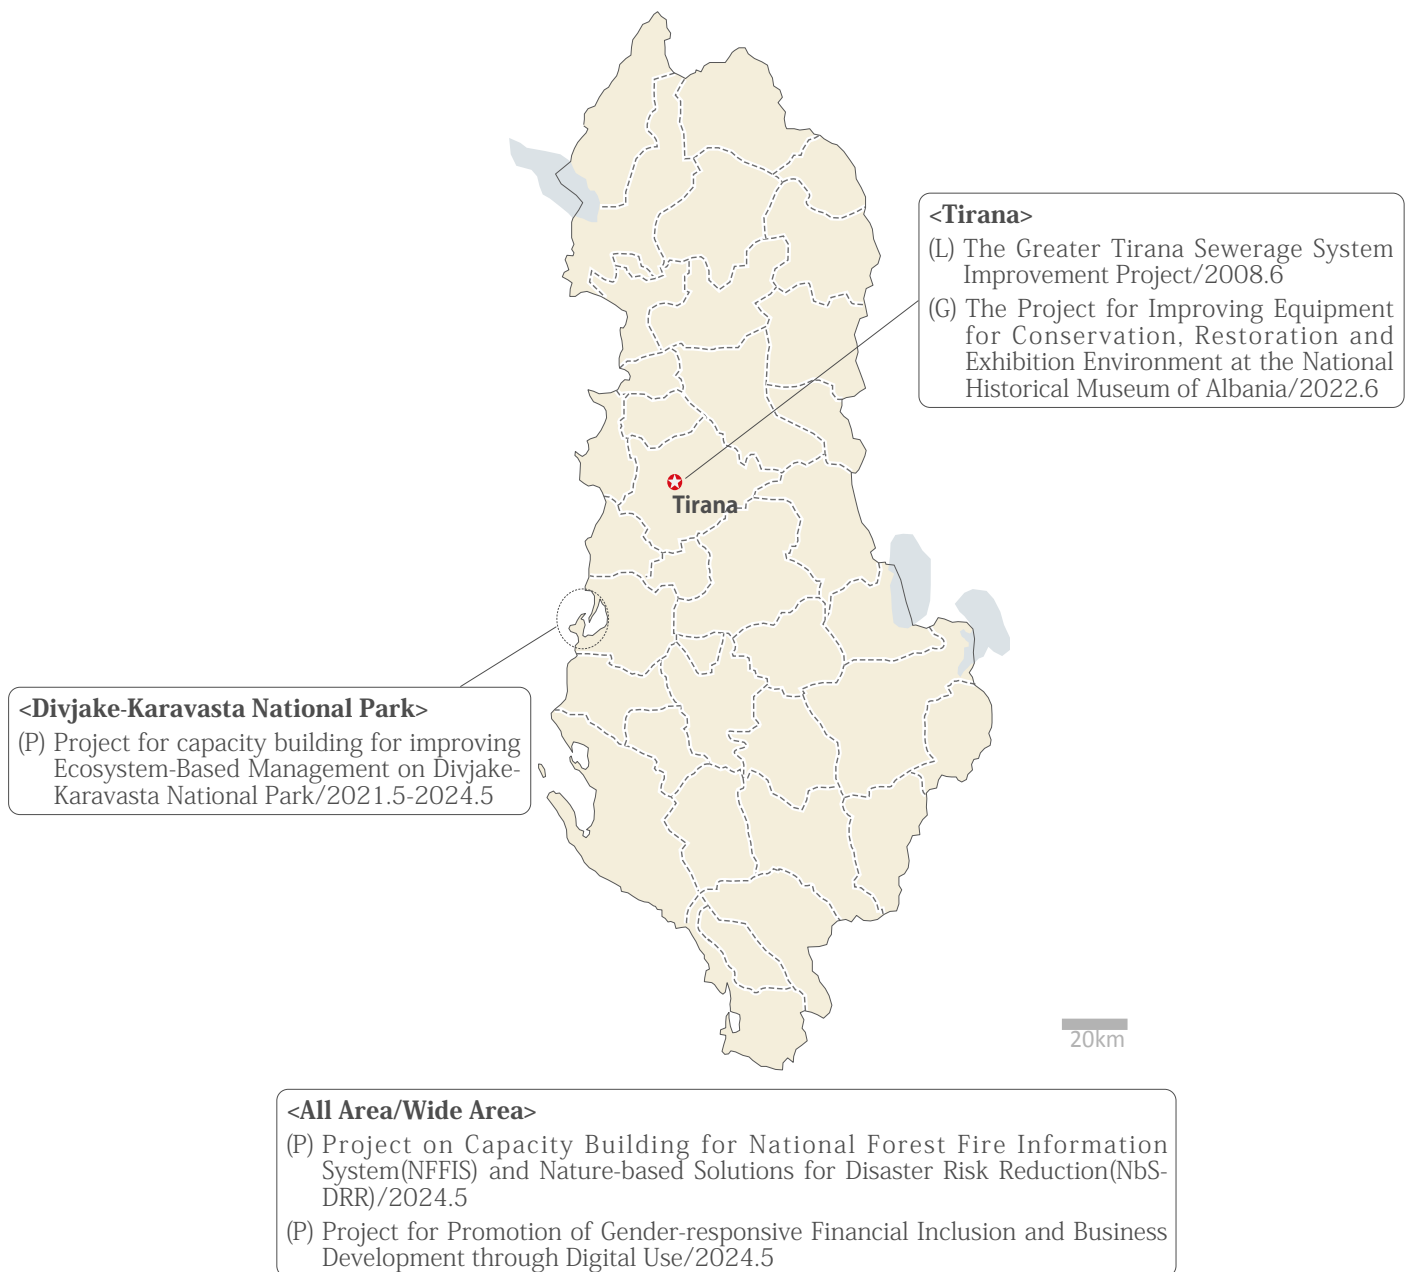 <Tirana>
(L) The Greater Tirana Sewerage System
Improvement Project/2008.6
(G) The Project for Improving Equipment
for Conservation, Restoration and
Exhibition Environment at the National
Historical Museum of Albania/2022.6
Tirana
<Divjake-Karavasta National Park>
(P) Project for capacity building for improving
Ecosystem-Based Management on Divjake-
Karavasta National Park/2021.5-2024.5
20km
<All Area/Wide Area>
(P) Project on Capacity Building for National Forest Fire Information
System(NFFIS) and Nature-based Solutions for Disaster Risk Reduction(NbS-
DRR)/2024.5
(P) Project for Promotion of Gender-responsive Financial Inclusion and Business
Development through Digital Use/2024.5